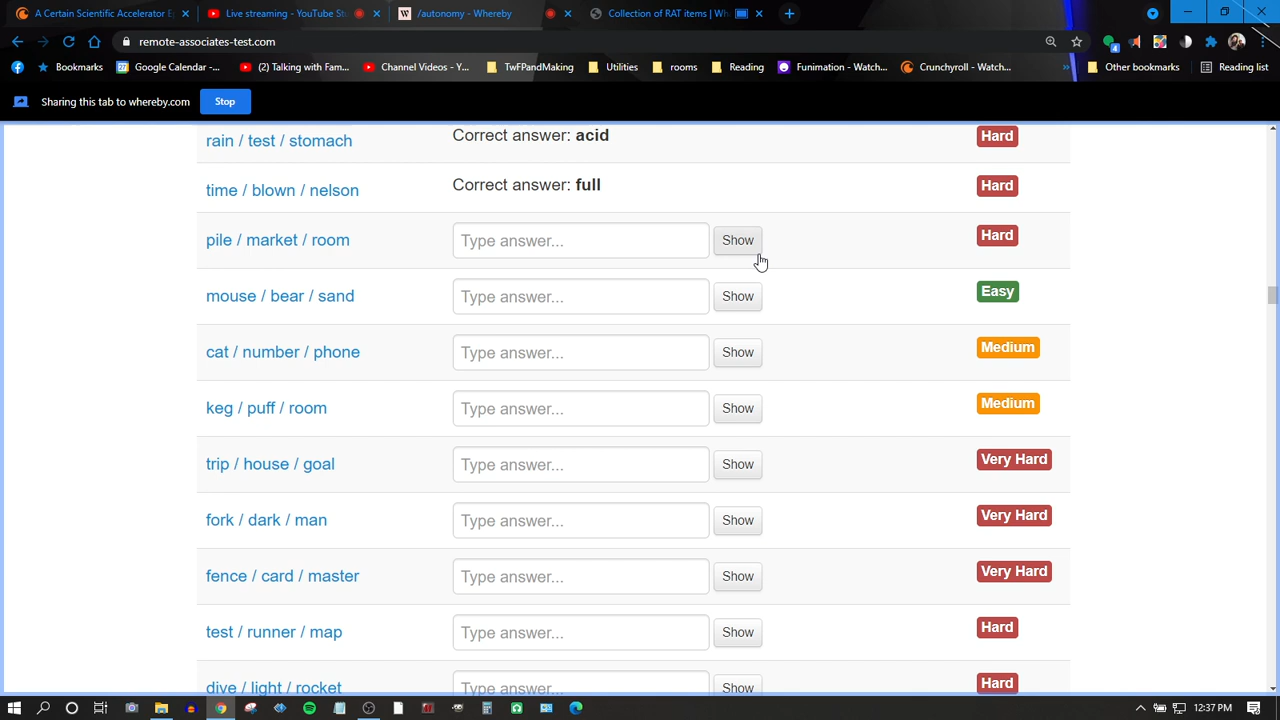 A Certain Scientific Accelerator Ep
Live streaming - YouTube St
/autonomy - Whereby
Collection of RAT items | Wh
remote-associates-test.com
Bookmarks
Google Calendar -...
(2) Talking with Fam...
Channel Videos - Y...
TwFPandMaking
Utilities
rooms
Reading
Funimation - Watch...
Crunchyroll - Watch...
Other bookmarks
Reading list
Sharing this tab to whereby.com
Stop
rain / test / stomach
Correct answer: acid
Hard
time / blown / nelson
Correct answer: full
Hard
pile / market / room
Type answer...
Show
Hard
mouse / bear / sand
Type answer...
Show
Easy
cat / number / phone
Type answer...
Show
Medium
keg / puff / room
Type answer...
Show
Medium
trip / house / goal
Type answer...
Show
Very Hard
fork / dark / man
Type answer...
Show
Very Hard
fence / card / master
Type answer...
Show
Very Hard
test / runner / map
Type answer...
Show
Hard
dive / light / rocket
Type answer...
Show
Hard
12:37 PM